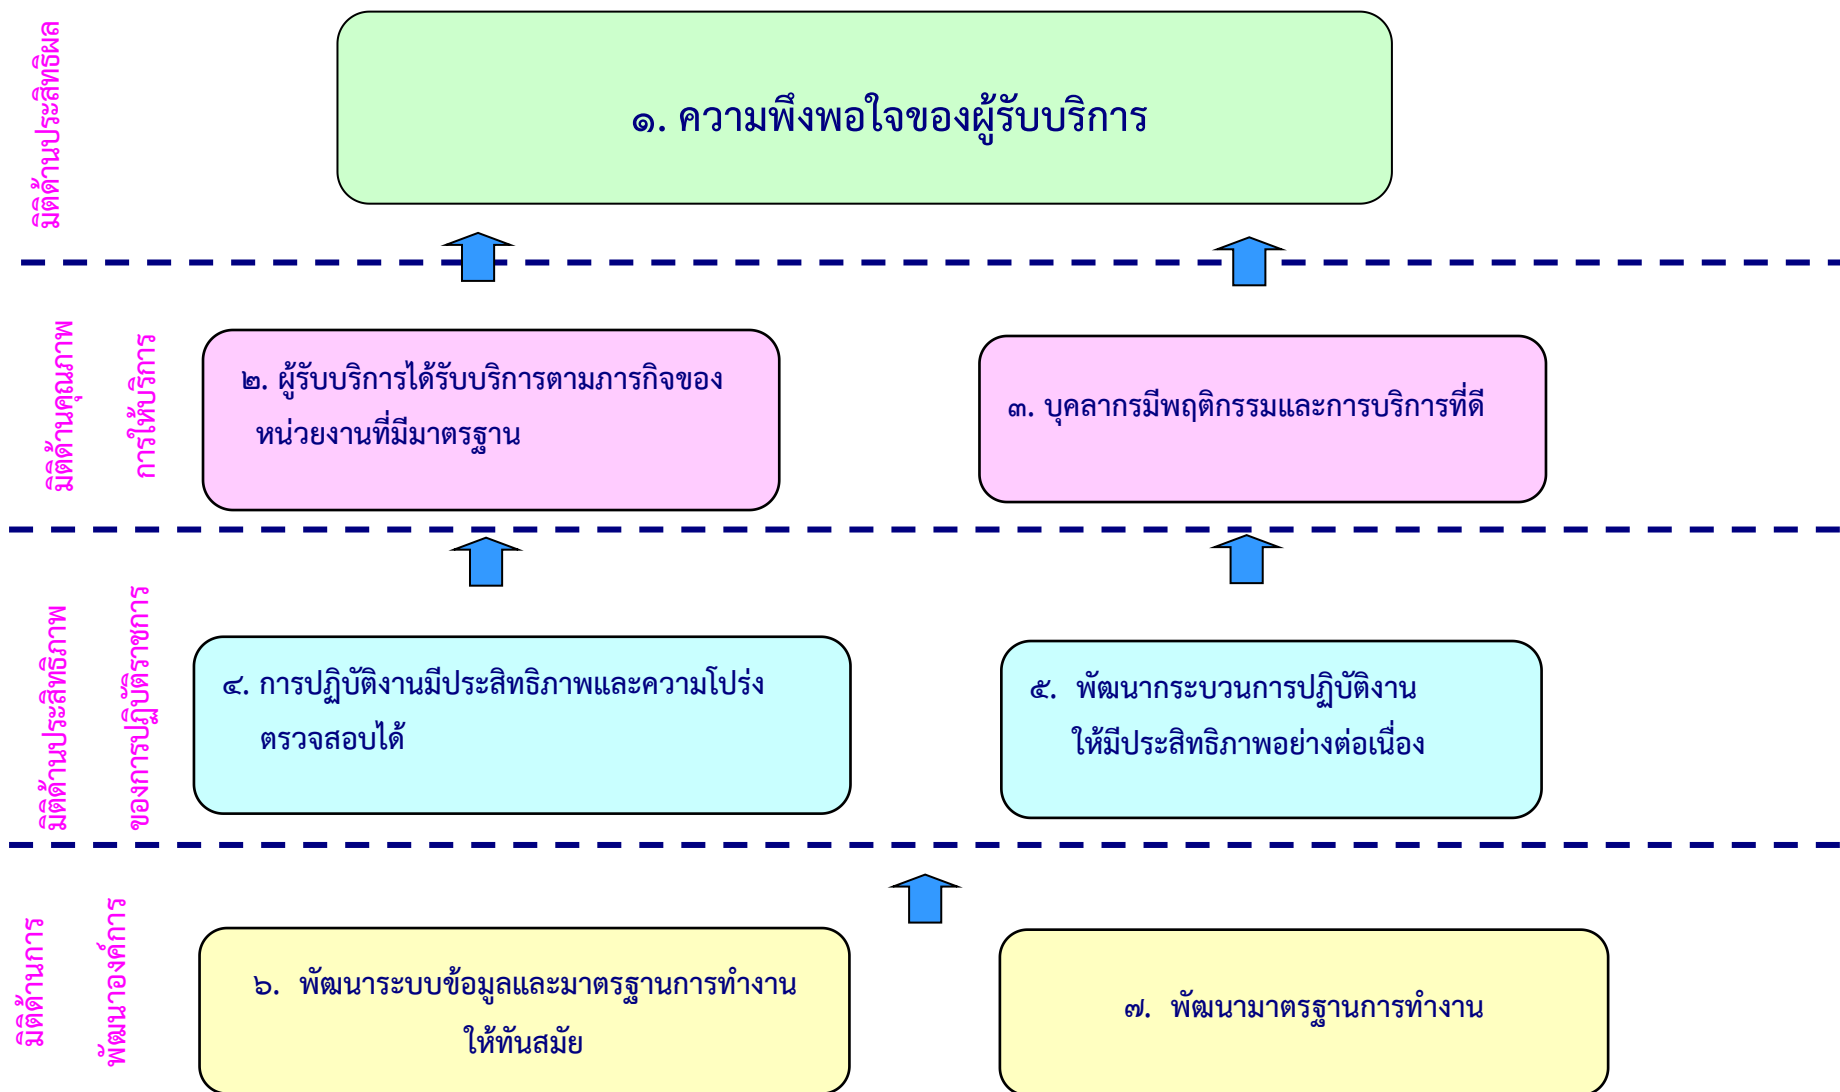 มิติด้านประสิทธิผล
๑. ความพึงพอใจของผู้รับบริการ
มิติด้านคุณภาพ
การให้บริการ
๒. ผู้รับบริการได้รับบริการตามภารกิจของ
หน่วยงานที่มีมาตรฐาน
๓. บุคลากรมีพฤติกรรมและการบริการที่ดี
มิติด้านประสิทธิภาพ
ของการปฏิบัติราชการ
๔. การปฏิบัติงานมีประสิทธิภาพและความโปร่ง
ตรวจสอบได้
๕. พัฒนากระบวนการปฏิบัติงาน
ให้มีประสิทธิภาพอย่างต่อเนื่อง
มิติด้านการ
พัฒนาองค์การ
๖. พัฒนาระบบข้อมูลและมาตรฐานการทำงาน
ให้ทันสมัย
๗. พัฒนามาตรฐานการทำงาน